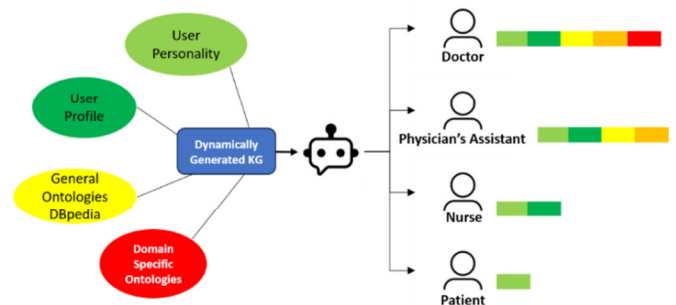 User
Personality
User
Profile
General
Ontologies
DBpedia
Domain
Specific
Ontologies
Dynamically
Generated KG
Doctor
Physician's Assistant
Nurse
Patient